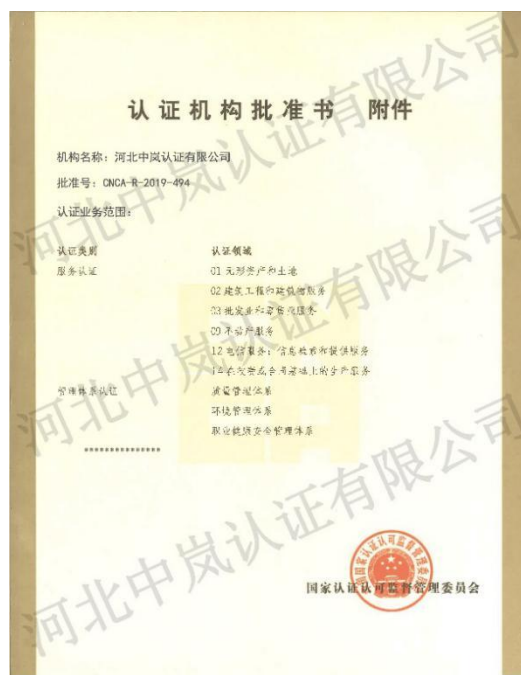 认证机构批准书 附件
机构名称：河北中岚认证有限公司
批准号：CNCA-R-2019-494
认证业务范围：
认证类别 认证领域
服务认证 01 无形资产和土地
02 建筑工程和建筑物服务
03 批发业和零售业服务
09 不动产服务
12 电信服务；信息检索和提供服务
14 在收费或合同基础上的生产服务
管理体系认证 质量管理体系
环境管理体系
职业健康安全管理体系
***************
国家认证认可监督管理委员会
河北中岚认证有限公司
河北中岚认证有限公司
河北中岚认证有限公司